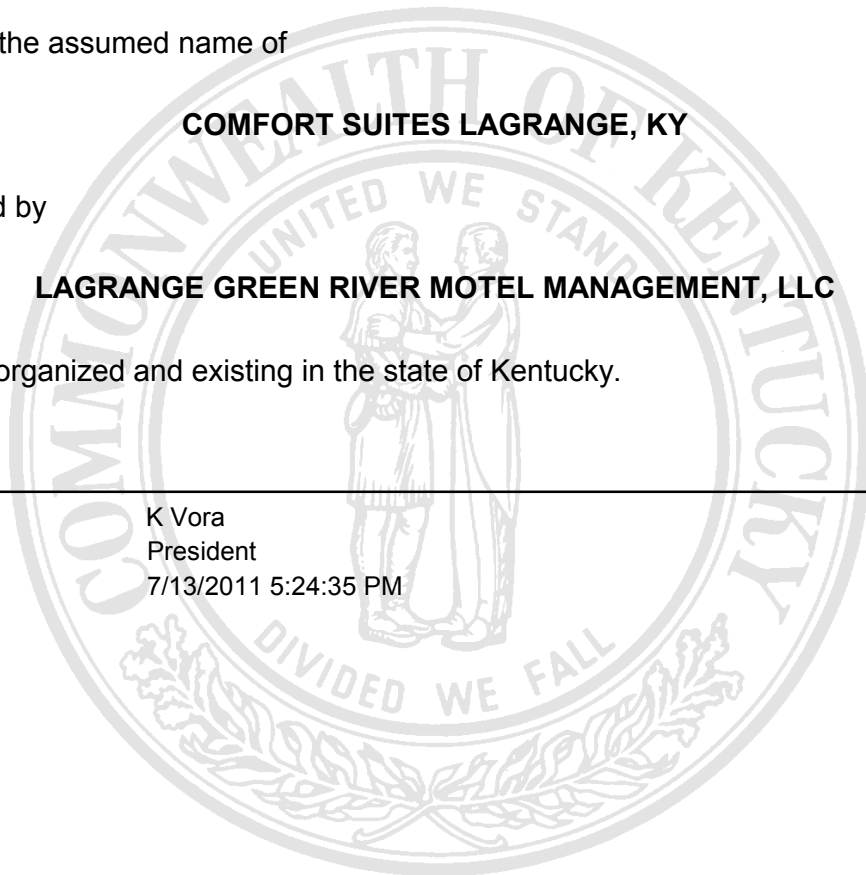 the assumed name of
COMFORT SUITES LAGRANGE, KY
d by
LAGRANGE GREEN RIVER MOTEL MANAGEMENT, LLC
organized and existing in the state of Kentucky.
K Vora
President
7/13/2011 5:24:35 PM
COMMONWEALTH OF KENTUCKY
UNITED WE STAND
DIVIDED WE FALL